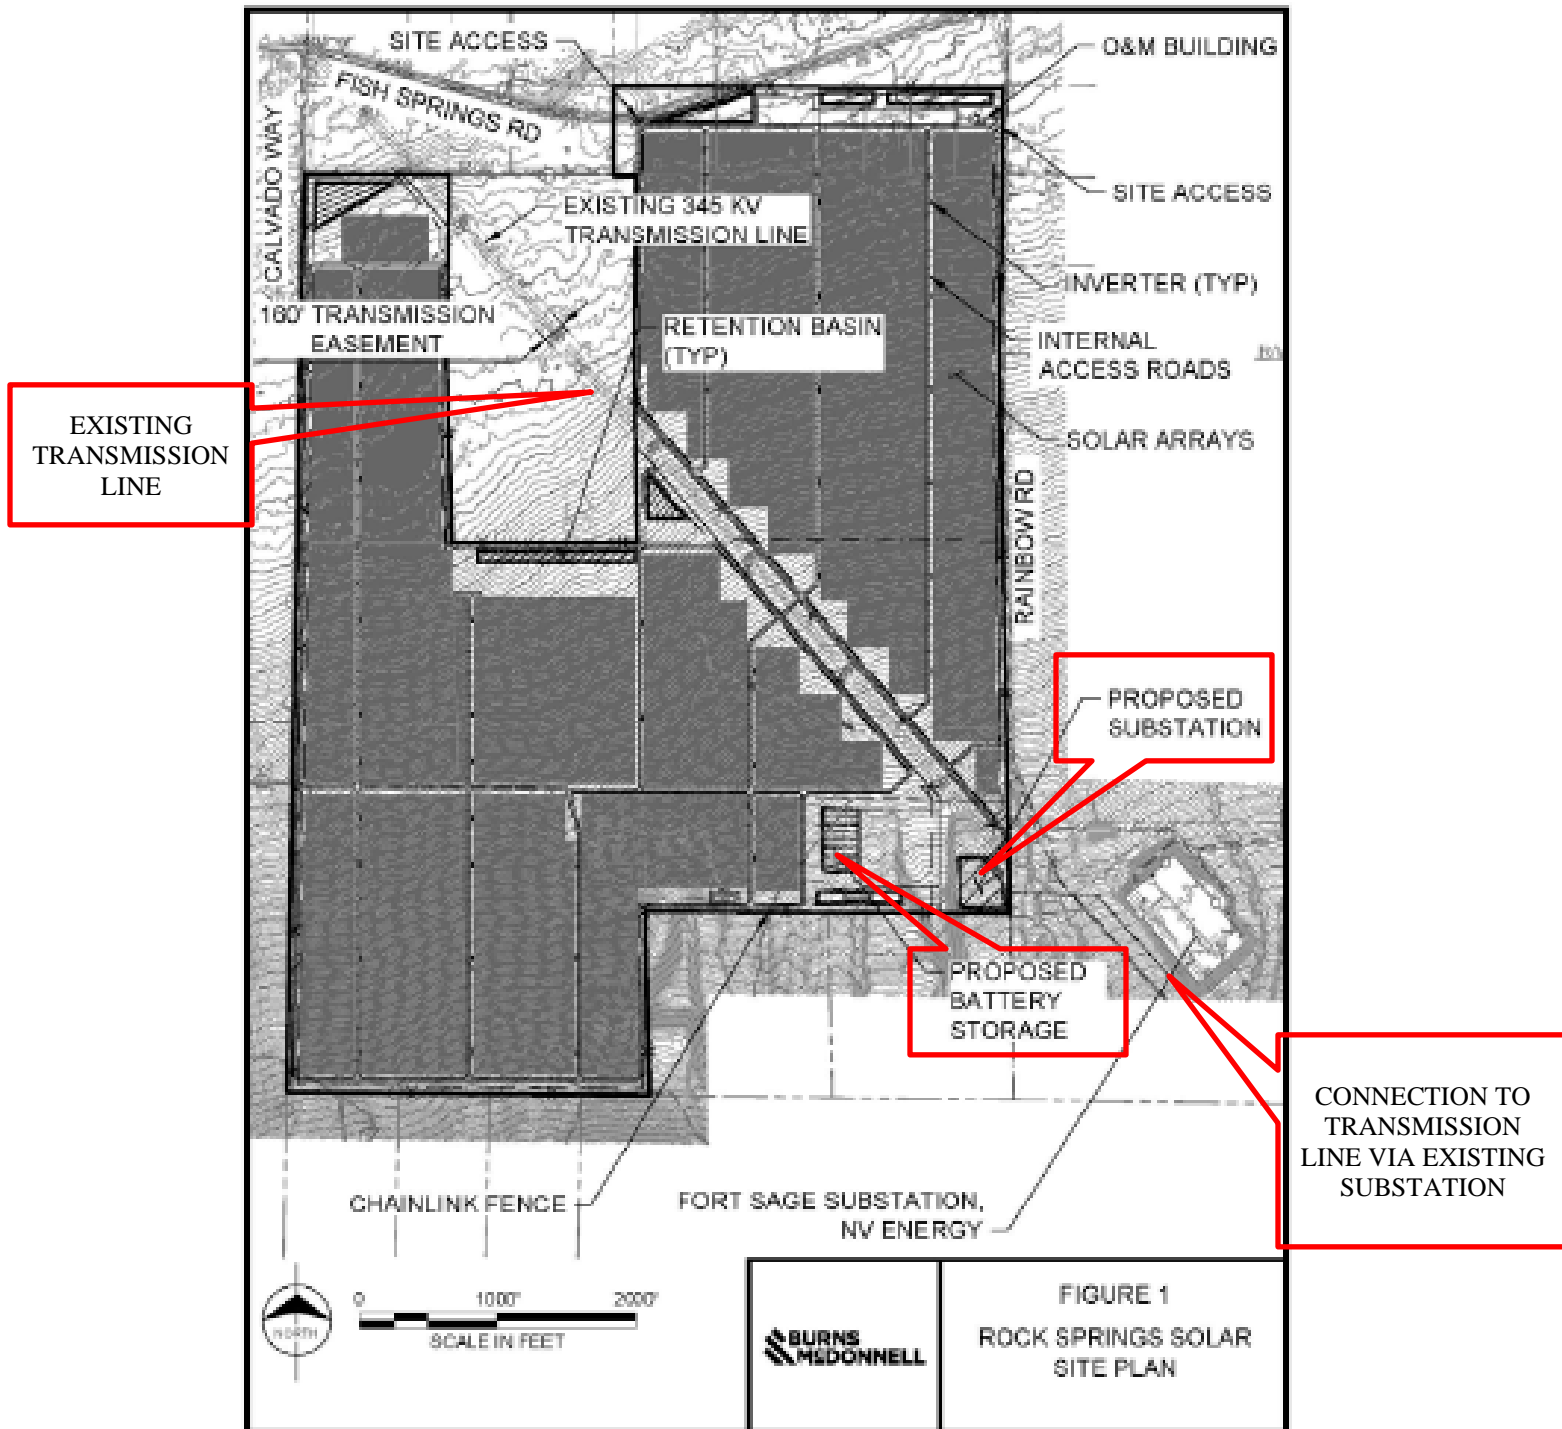 SITE ACCESS
O&M BUILDING
FISH SPRINGS RD
CALVADO WAY
SITE ACCESS
EXISTING 345 KV
TRANSMISSION LINE
INVERTER (TYP)
160' TRANSMISSION
EASEMENT
RETENTION BASIN
(TYP)
INTERNAL
ACCESS ROADS
EXISTING
TRANSMISSION
LINE
SOLAR ARRAYS
RAINBOW RD
PROPOSED
SUBSTATION
PROPOSED
BATTERY
STORAGE
CONNECTION TO
TRANSMISSION
LINE VIA EXISTING
SUBSTATION
CHAINLINK FENCE
FORT SAGE SUBSTATION,
NV ENERGY
NORTH
0 1000' 2000'
SCALE IN FEET
BURNS
MCDONNELL
FIGURE 1
ROCK SPRINGS SOLAR
SITE PLAN